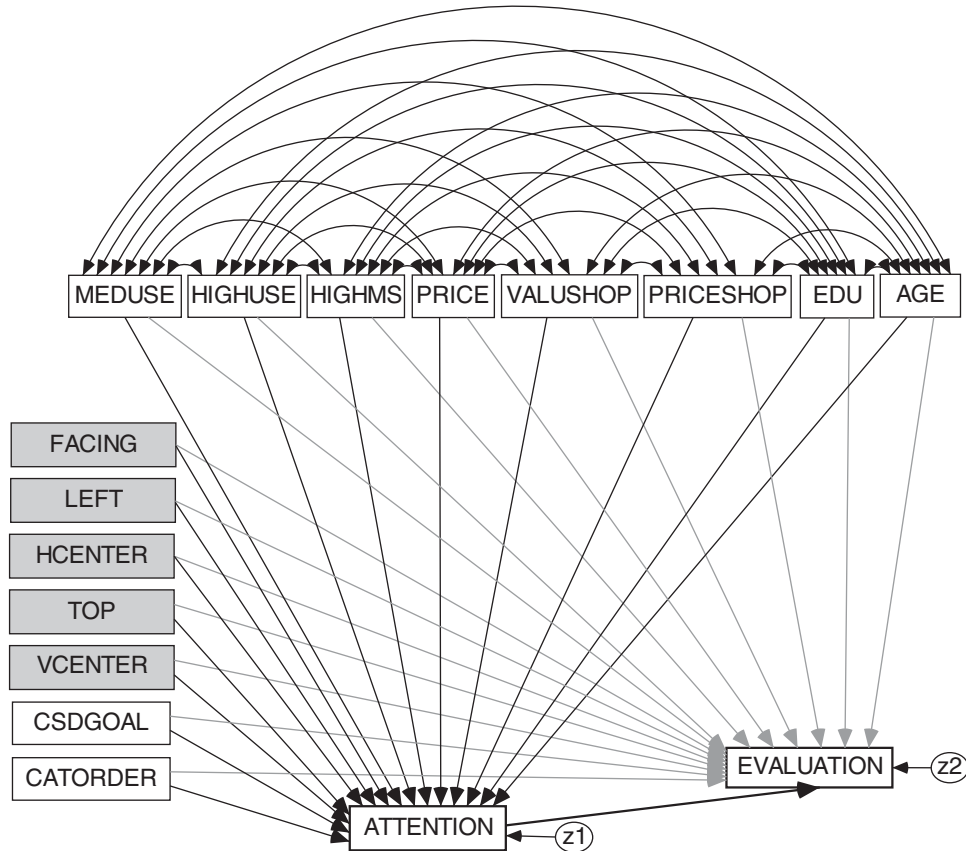 MEDUSE HIGHUSE HIGHMS PRICE VALUSHOP PRICESHOP EDU AGE
FACING
LEFT
HCENTER
TOP
VCENTER
CSDGOAL
CATORDER
EVALUATION z2
ATTENTION z1